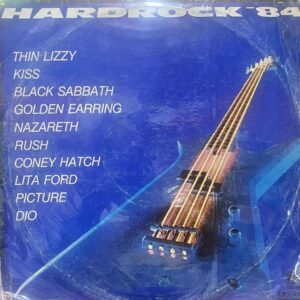 HARDROCK '84
THIN LIZZY
KISS
BLACK SABBATH
GOLDEN EARRING
NAZARETH
RUSH
CONEY HATCH
LITA FORD
PICTURE
DIO